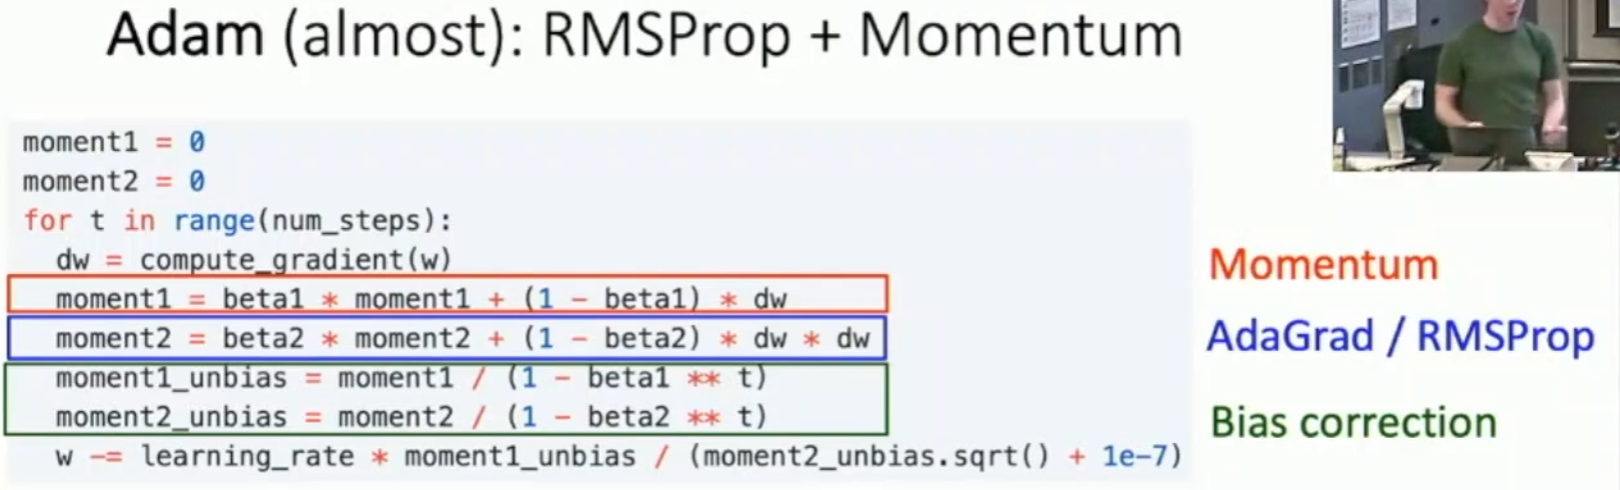 Adam (almost): RMSProp + Momentum
moment1 = 0
moment2 = 0
for t in range(num_steps):
  dw = compute_gradient(w)
  moment1 = beta1 * moment1 + (1 - beta1) * dw
  moment2 = beta2 * moment2 + (1 - beta2) * dw * dw
  moment1_unbias = moment1 / (1 - beta1 ** t)
  moment2_unbias = moment2 / (1 - beta2 ** t)
  w -= learning_rate * moment1_unbias / (moment2_unbias.sqrt() + 1e-7)
Momentum
AdaGrad / RMSProp
Bias correction